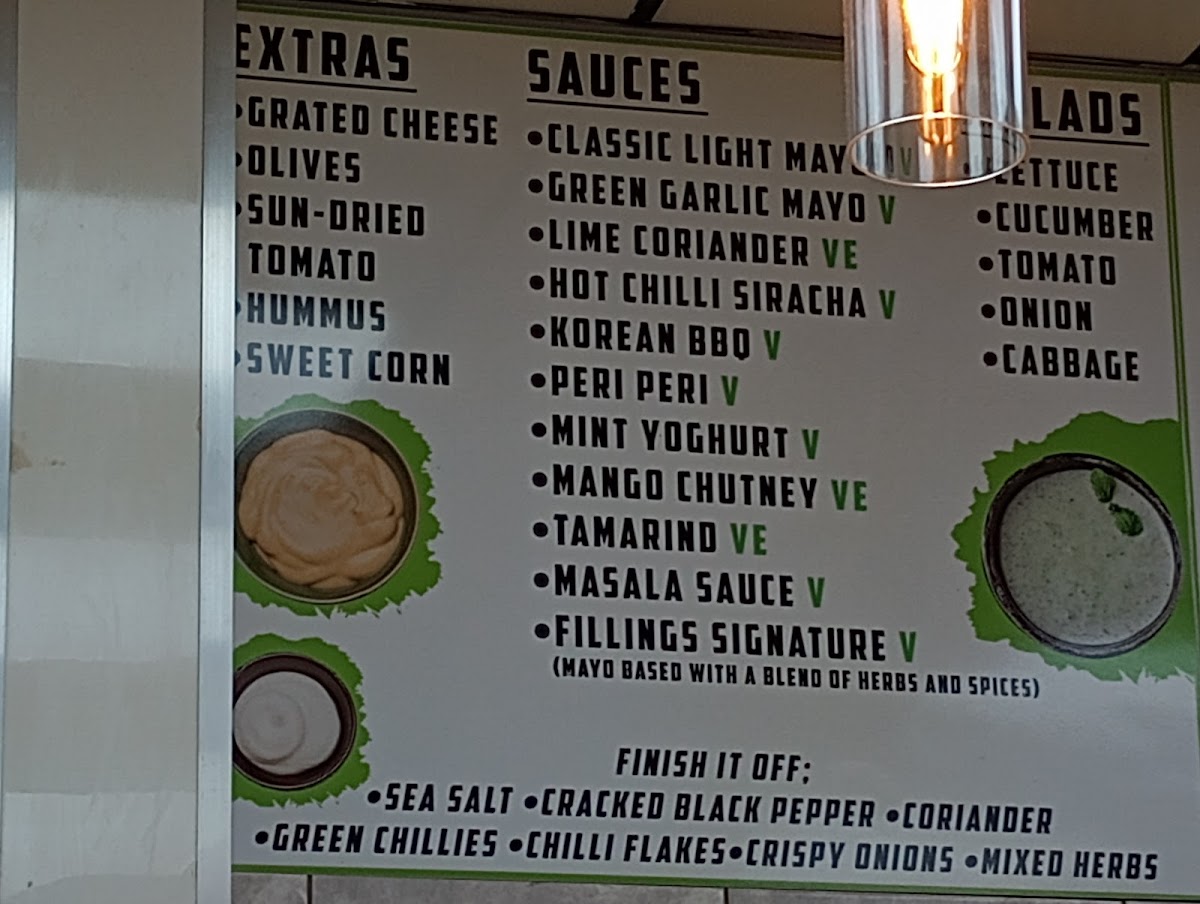 EXTRAS
•GRATED CHEESE
•OLIVES
•SUN-DRIED
TOMATO
•HUMMUS
•SWEET CORN
SAUCES
•CLASSIC LIGHT MAYO V
•GREEN GARLIC MAYO V
•LIME CORIANDER VE
•HOT CHILLI SIRACHA V
•KOREAN BBQ V
•PERI PERI V
•MINT YOGHURT V
•MANGO CHUTNEY VE
•TAMARIND VE
•MASALA SAUCE V
•FILLINGS SIGNATURE V
(MAYO BASED WITH A BLEND OF HERBS AND SPICES)
LADS
•LETTUCE
•CUCUMBER
•TOMATO
•ONION
•CABBAGE
FINISH IT OFF;
•SEA SALT •CRACKED BLACK PEPPER •CORIANDER
•GREEN CHILLIES •CHILLI FLAKES•CRISPY ONIONS •MIXED HERBS